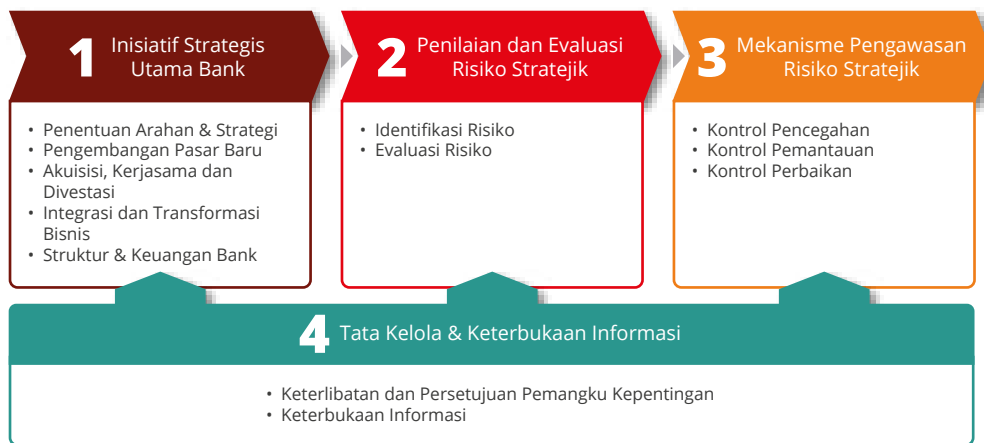 1 Inisiatif Strategis
Utama Bank
• Penentuan Arahan & Strategi
• Pengembangan Pasar Baru
• Akuisisi, Kerjasama dan
Divestasi
• Integrasi dan Transformasi
Bisnis
• Struktur & Keuangan Bank
2 Penilaian dan Evaluasi
Risiko Stratejik
• Identifikasi Risiko
• Evaluasi Risiko
3 Mekanisme Pengawasan
Risiko Stratejik
• Kontrol Pencegahan
• Kontrol Pemantauan
• Kontrol Perbaikan
4 Tata Kelola & Keterbukaan Informasi
• Keterlibatan dan Persetujuan Pemangku Kepentingan
• Keterbukaan Informasi